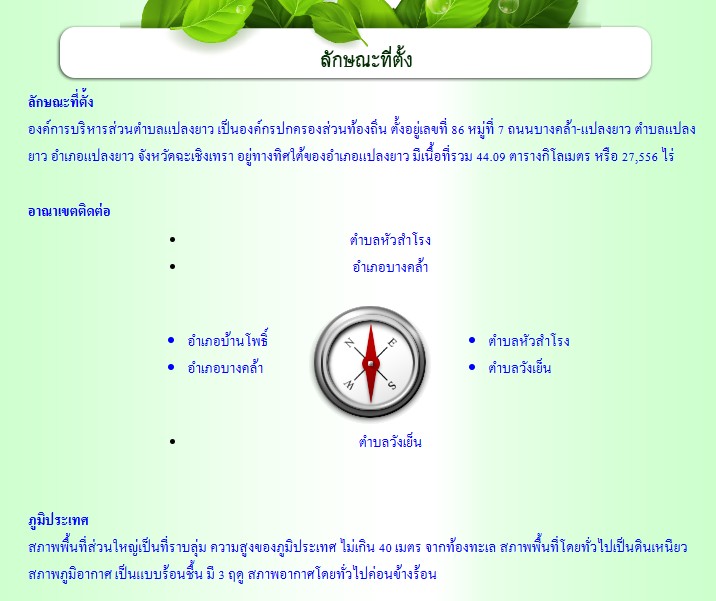 ลักษณะที่ตั้ง
ลักษณะที่ตั้ง
องค์การบริหารส่วนตำบลแปลงยาว เป็นองค์กรปกครองส่วนท้องถิ่น ตั้งอยู่เลขที่ 86 หมู่ที่ 7 ถนนบางคล้า-แปลงยาว ตำบลแปลง
ยาว อำเภอแปลงยาว จังหวัดฉะเชิงเทรา อยู่ทางทิศใต้ของอำเภอแปลงยาว มีเนื้อที่รวม 44.09 ตารางกิโลเมตร หรือ 27,556 ไร่
อาณาเขตติดต่อ
ตำบลหัวสำโรง
อำเภอบางคล้า
อำเภอบ้านโพธิ์
อำเภอบางคล้า
N E
W S
ตำบลหัวสำโรง
ตำบลวังเย็น
ตำบลวังเย็น
ภูมิประเทศ
สภาพพื้นที่ส่วนใหญ่เป็นที่ราบลุ่ม ความสูงของภูมิประเทศ ไม่เกิน 40 เมตร จากท้องทะเล สภาพพื้นที่โดยทั่วไปเป็นดินเหนียว
สภาพภูมิอากาศ เป็นแบบร้อนชื้น มี 3 ฤดู สภาพอากาศโดยทั่วไปค่อนข้างร้อน